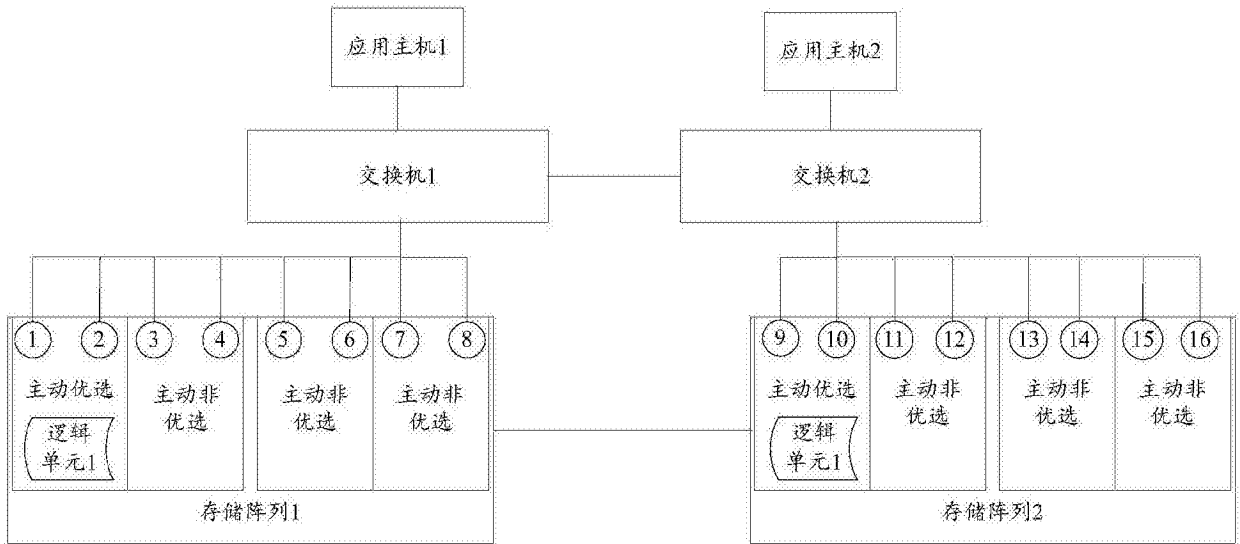 应用主机1
应用主机2
交换机1
交换机2
1 2 3 4 5 6 7 8
9 10 11 12 13 14 15 16
主动优选
主动非
优选
主动非
优选
主动非
优选
逻辑
单元1
存储阵列1
主动优选
主动非
优选
主动非
优选
主动非
优选
逻辑
单元1
存储阵列2